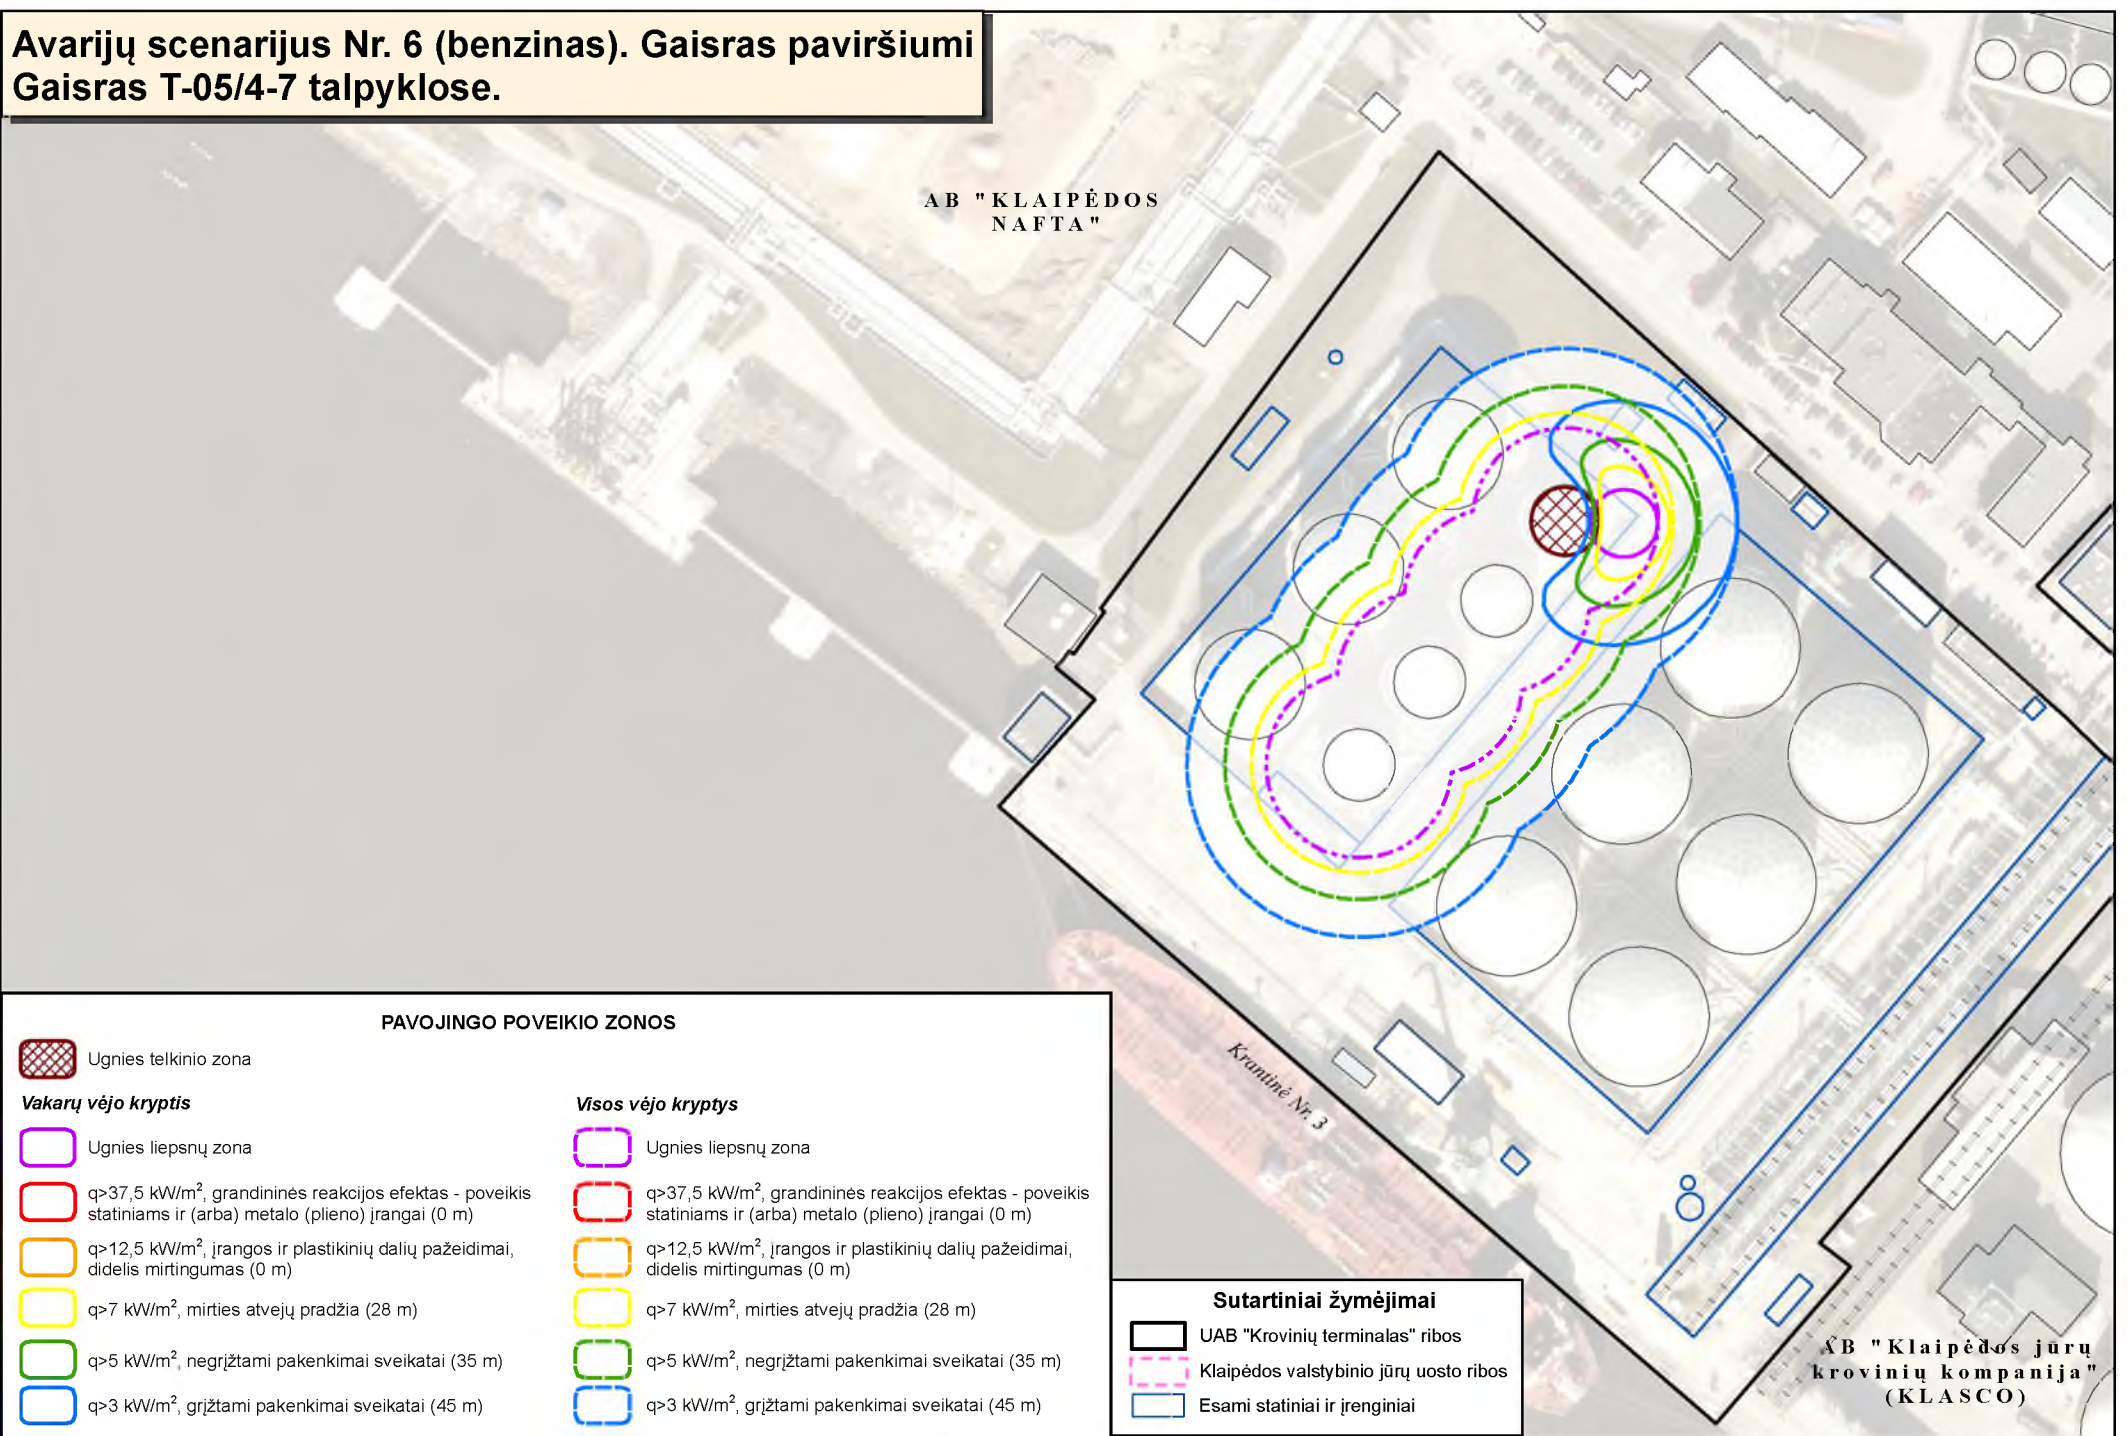 Avarijų scenarijus Nr. 6 (benzinas). Gaisras paviršiumi
Gaisras T-05/4-7 talpyklose.
AB "KLAIPĖDOS
NAFTA"
Krantinė Nr. 3
PAVOJINGO POVEIKIO ZONOS
Ugnies telkinio zona
Vakarų vėjo kryptis
Ugnies liepsnų zona
q>37,5 kW/m², grandininės reakcijos efektas - poveikis
statiniams ir (arba) metalo (plieno) įrangai (0 m)
q>12,5 kW/m², įrangos ir plastikinių dalių pažeidimai,
didelis mirtingumas (0 m)
q>7 kW/m², mirties atvejų pradžia (28 m)
q>5 kW/m², negrįžtami pakenkimai sveikatai (35 m)
q>3 kW/m², grįžtami pakenkimai sveikatai (45 m)
Visos vėjo kryptys
Ugnies liepsnų zona
q>37,5 kW/m², grandininės reakcijos efektas - poveikis
statiniams ir (arba) metalo (plieno) įrangai (0 m)
q>12,5 kW/m², įrangos ir plastikinių dalių pažeidimai,
didelis mirtingumas (0 m)
q>7 kW/m², mirties atvejų pradžia (28 m)
q>5 kW/m², negrįžtami pakenkimai sveikatai (35 m)
q>3 kW/m², grįžtami pakenkimai sveikatai (45 m)
Sutartiniai žymėjimai
UAB "Krovinių terminalas" ribos
Klaipėdos valstybinio jūrų uosto ribos
Esami statiniai ir įrenginiai
AB "Klaipėdos jūrų
krovinių kompanija"
(KLASCO)